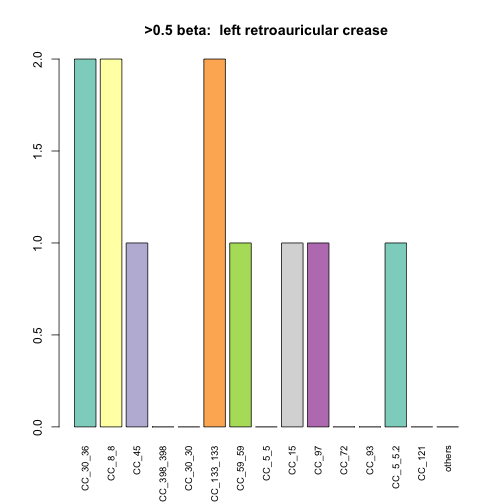 >0.5 beta:  left retroauricular crease
2.0
1.5
1.0
0.5
0.0
CC_30_36
CC_8_8
CC_45
CC_398_398
CC_30_30
CC_133_133
CC_59_59
CC_5_5
CC_15
CC_97
CC_72
CC_93
CC_5_5.2
CC_121
others